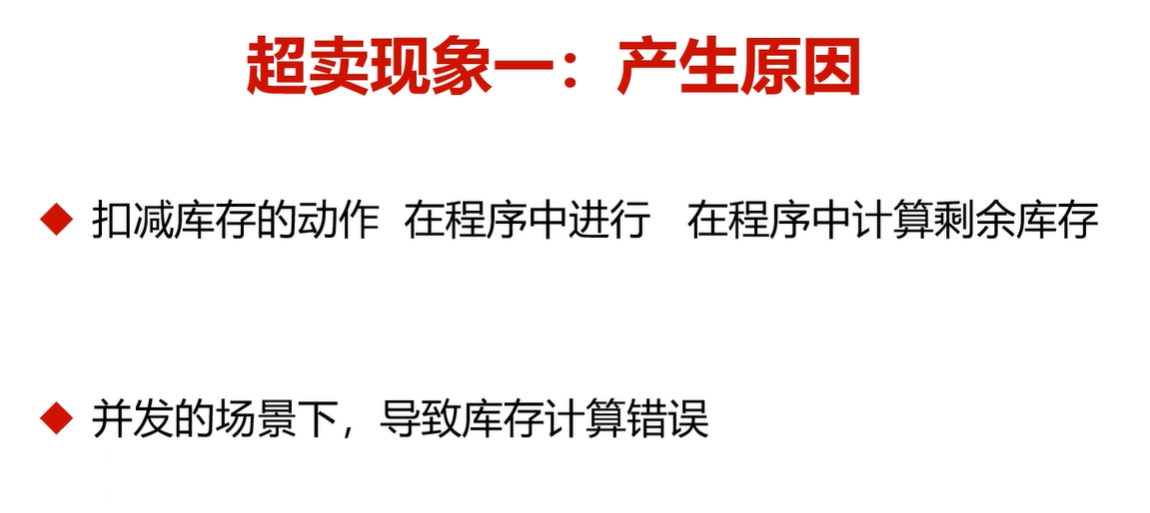 超卖现象一：产生原因
扣减库存的动作 在程序中进行 在程序中计算剩余库存
并发的场景下，导致库存计算错误